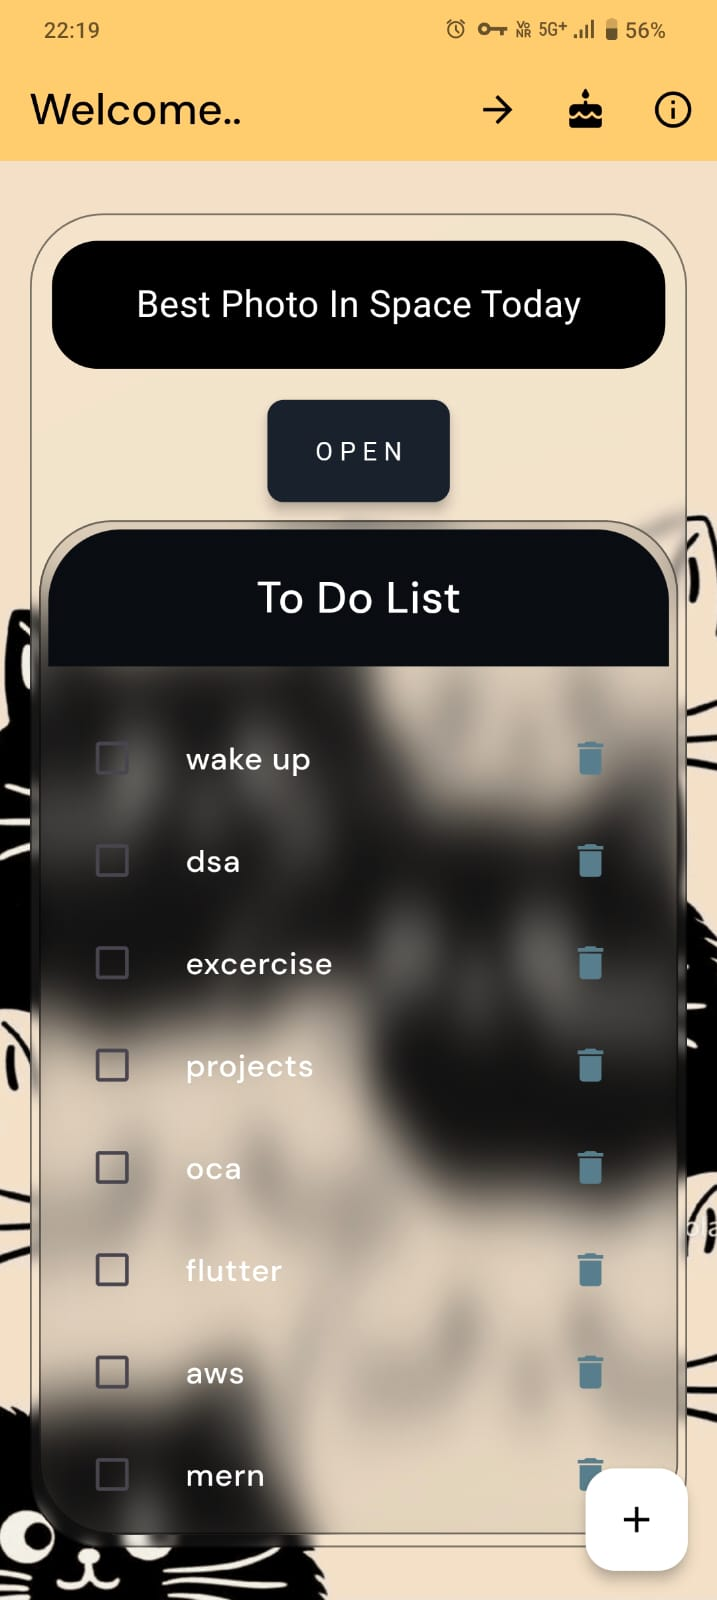 22:19 Vo NR 5G+ 56%
Welcome..
Best Photo In Space Today
OPEN
To Do List
wake up
dsa
excercise
projects
oca
flutter
aws
mern